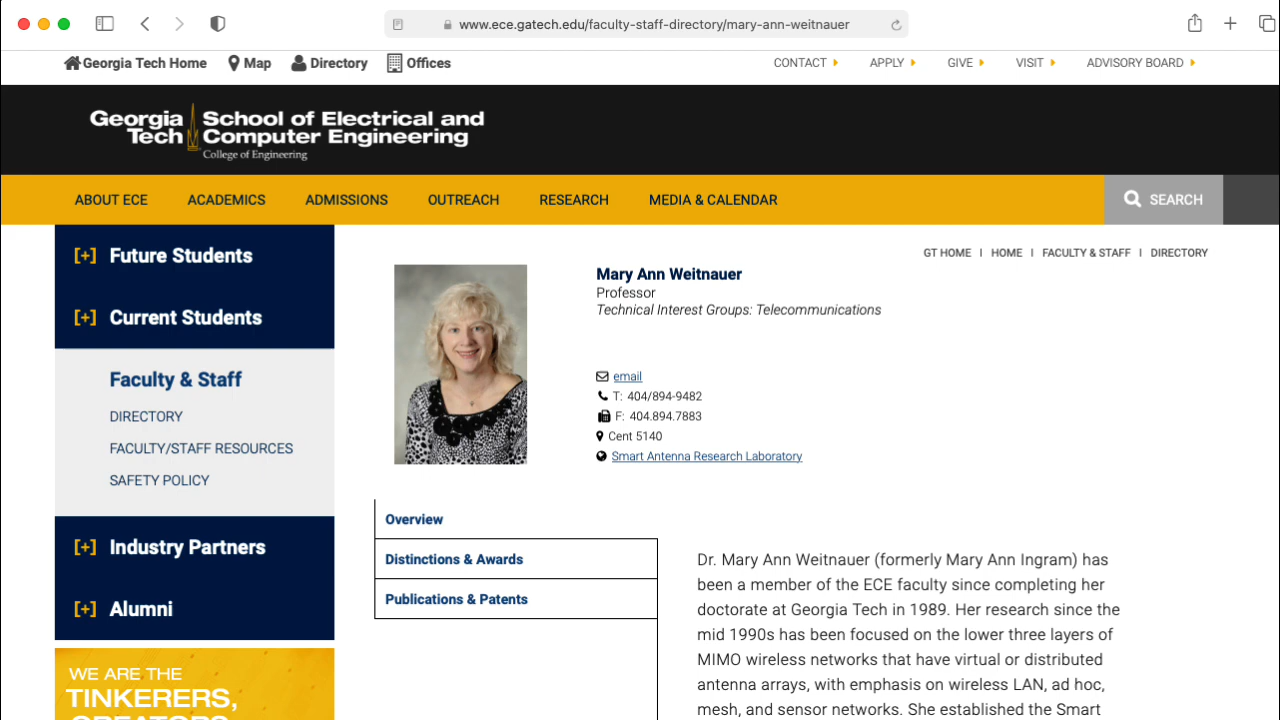 www.ece.gatech.edu/faculty-staff-directory/mary-ann-weitnauer
Georgia Tech Home Map Directory Offices
CONTACT APPLY GIVE VISIT ADVISORY BOARD
Georgia Tech
School of Electrical and
Computer Engineering
College of Engineering
ABOUT ECE ACADEMICS ADMISSIONS OUTREACH RESEARCH MEDIA & CALENDAR SEARCH
[+] Future Students
[+] Current Students
Faculty & Staff
DIRECTORY
FACULTY/STAFF RESOURCES
SAFETY POLICY
[+] Industry Partners
[+] Alumni
WE ARE THE
TINKERERS,
CREATORS
GT HOME I HOME I FACULTY & STAFF I DIRECTORY
Mary Ann Weitnauer
Professor
Technical Interest Groups: Telecommunications
email
T: 404/894-9482
F: 404.894.7883
Cent 5140
Smart Antenna Research Laboratory
Overview
Distinctions & Awards
Publications & Patents
Dr. Mary Ann Weitnauer (formerly Mary Ann Ingram) has
been a member of the ECE faculty since completing her
doctorate at Georgia Tech in 1989. Her research since the
mid 1990s has been focused on the lower three layers of
MIMO wireless networks that have virtual or distributed
antenna arrays, with emphasis on wireless LAN, ad hoc,
mesh, and sensor networks. She established the Smart